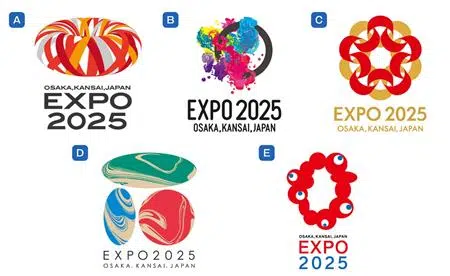 A
OSAKA,KANSAI,JAPAN
EXPO
2025
B
EXPO 2025
OSAKA,KANSAI,JAPAN
C
EXPO 2025
OSAKA, KANSAI, JAPAN
D
EXPO2025
OSAKA, KANSAI, JAPAN
E
OSAKA, KANSAI, JAPAN
EXPO
2025